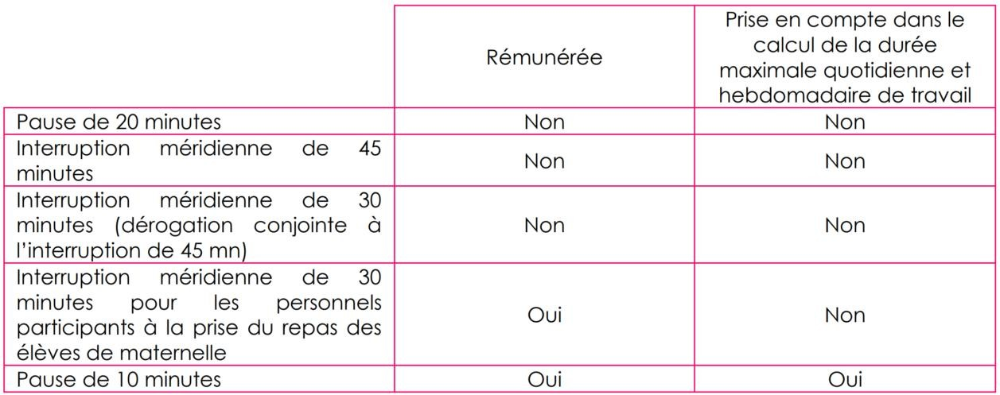 Rémunérée
Prise en compte dans le
calcul de la durée
maximale quotidienne et
hebdomadaire de travail
Pause de 20 minutes
Non
Non
Interruption méridienne de 45
minutes
Non
Non
Interruption méridienne de 30
minutes (dérogation conjointe à
l'interruption de 45 mn)
Non
Non
Interruption méridienne de 30
minutes pour les personnels
participants à la prise du repas des
élèves de maternelle
Oui
Non
Pause de 10 minutes
Oui
Oui